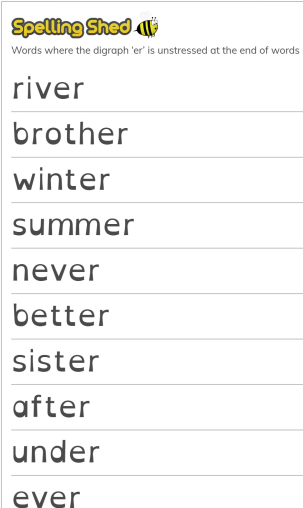 Spelling Shed
Words where the digraph 'er' is unstressed at the end of words
river
brother
winter
summer
never
better
sister
after
under
ever